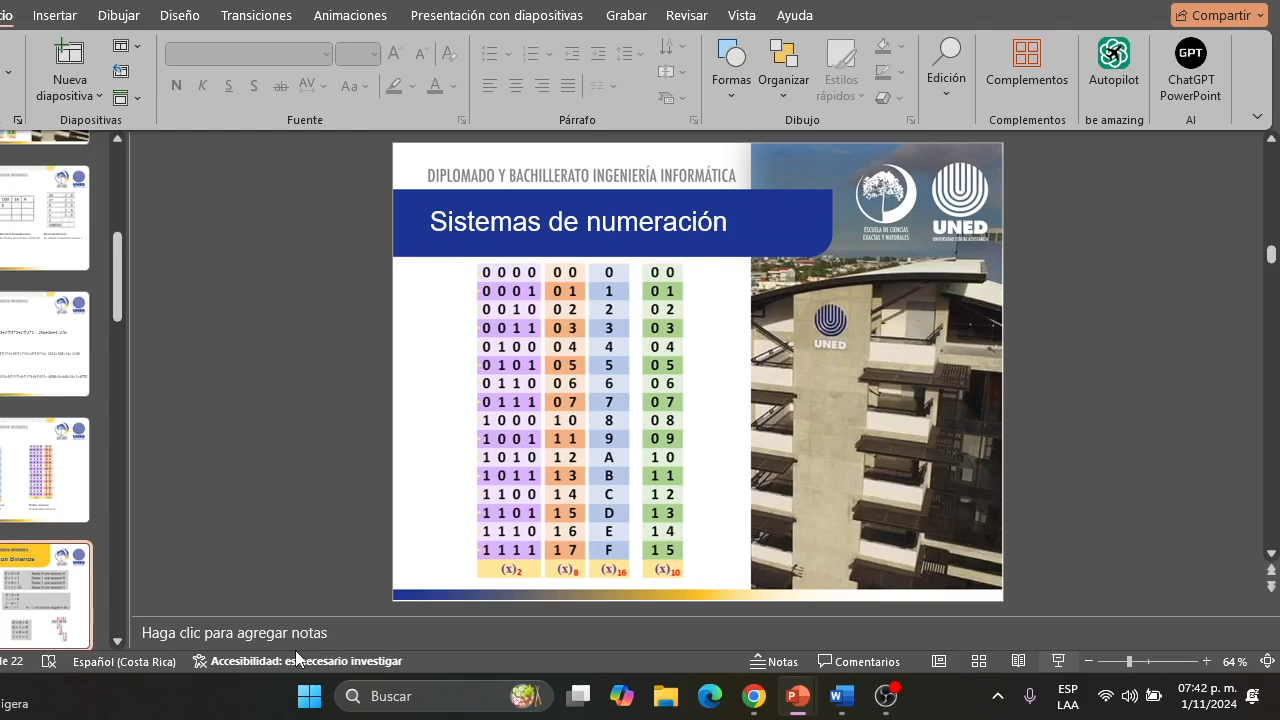 cio Insertar Dibujar Diseño Transiciones Animaciones Presentación con diapositivas Grabar Revisar Vista Ayuda Compartir
Nueva diapositiva
Diapositivas
N K S S AV Aa A
Fuente
Párrafo
Formas
Organizar
Estilos rápidos
Dibujo
Edición
Complementos
Complementos
Autopilot
be amazing
GPT
ChatGPT PowerPoint
AI
DIPLOMADO Y BACHILLERATO INGENIERÍA INFORMÁTICA
Sistemas de numeración
ESCUELA DE CIENCIAS
EXACTAS Y NATURALES
UNED
UNIVERSIDAD ESTATAL A DISTANCIA
UNED
0 0 0 0 0 0 0 0 0
0 0 0 1 0 1 1 0 1
0 0 1 0 0 2 2 0 2
0 0 1 1 0 3 3 0 3
0 1 0 0 0 4 4 0 4
0 1 0 1 0 5 5 0 5
0 1 1 0 0 6 6 0 6
0 1 1 1 0 7 7 0 7
1 0 0 0 1 0 8 0 8
1 0 0 1 1 1 9 0 9
1 0 1 0 1 2 A 1 0
1 0 1 1 1 3 B 1 1
1 1 0 0 1 4 C 1 2
1 1 0 1 1 5 D 1 3
1 1 1 0 1 6 E 1 4
1 1 1 1 1 7 F 1 5
(x)2 (x)8 (x)16 (x)10
Haga clic para agregar notas
de 22 Español (Costa Rica) Accesibilidad: es necesario investigar Notas Comentarios 64 %
ligera
Buscar
ESP
LAA
07:42 p. m.
1/11/2024